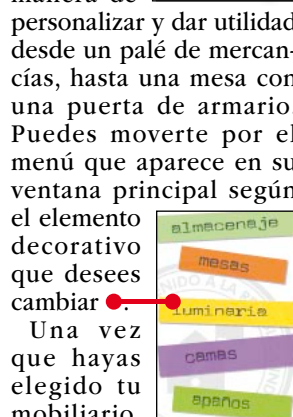 manera de
personalizar y dar utilidad
desde un palé de mercan-
cías, hasta una mesa con
una puerta de armario.
Puedes moverte por el
menú que aparece en su
ventana principal según
el elemento
decorativo
que desees
cambiar .
Una vez
que hayas
elegido tu
mobiliario,
almacenaje
mesas
luminaria
camas
apaños